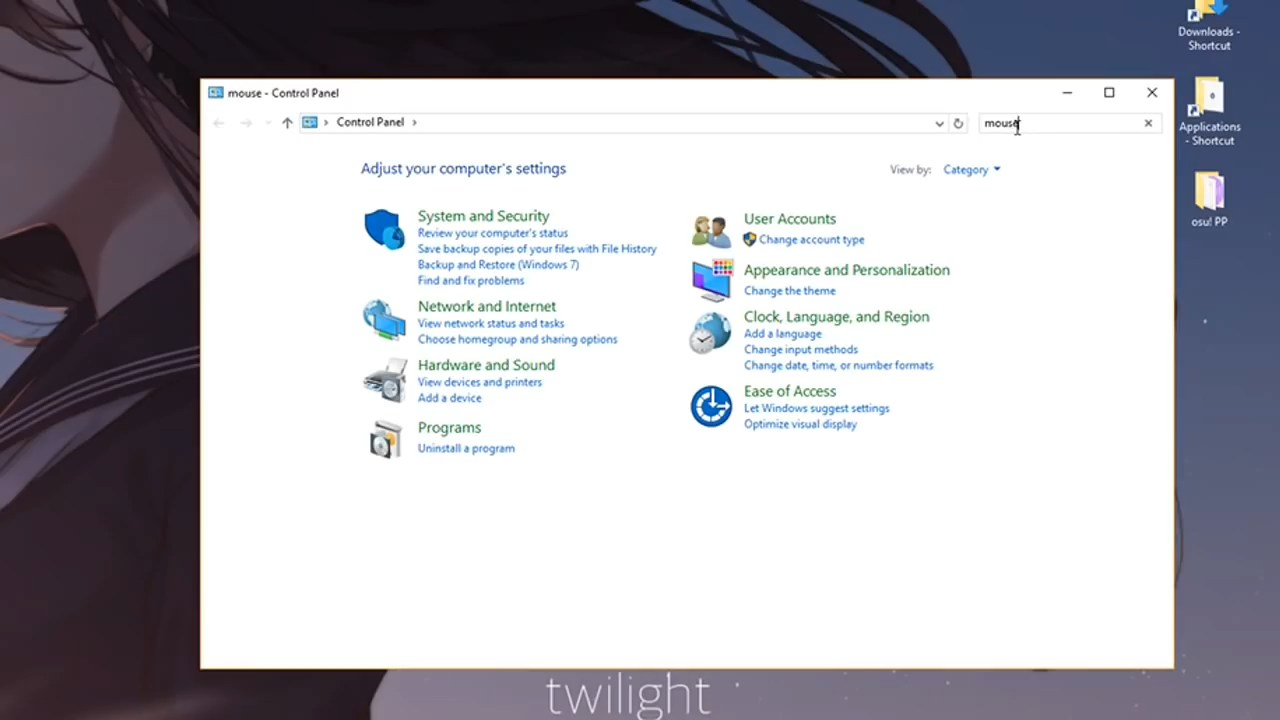 Downloads -
Shortcut
mouse - Control Panel
Control Panel
mouse
Applications
- Shortcut
Adjust your computer's settings
View by: Category
System and Security
Review your computer's status
Save backup copies of your files with File History
Backup and Restore (Windows 7)
Find and fix problems
Network and Internet
View network status and tasks
Choose homegroup and sharing options
Hardware and Sound
View devices and printers
Add a device
Programs
Uninstall a program
User Accounts
Change account type
Appearance and Personalization
Change the theme
Clock, Language, and Region
Add a language
Change input methods
Change date, time, or number formats
Ease of Access
Let Windows suggest settings
Optimize visual display
osu! PP
twilight